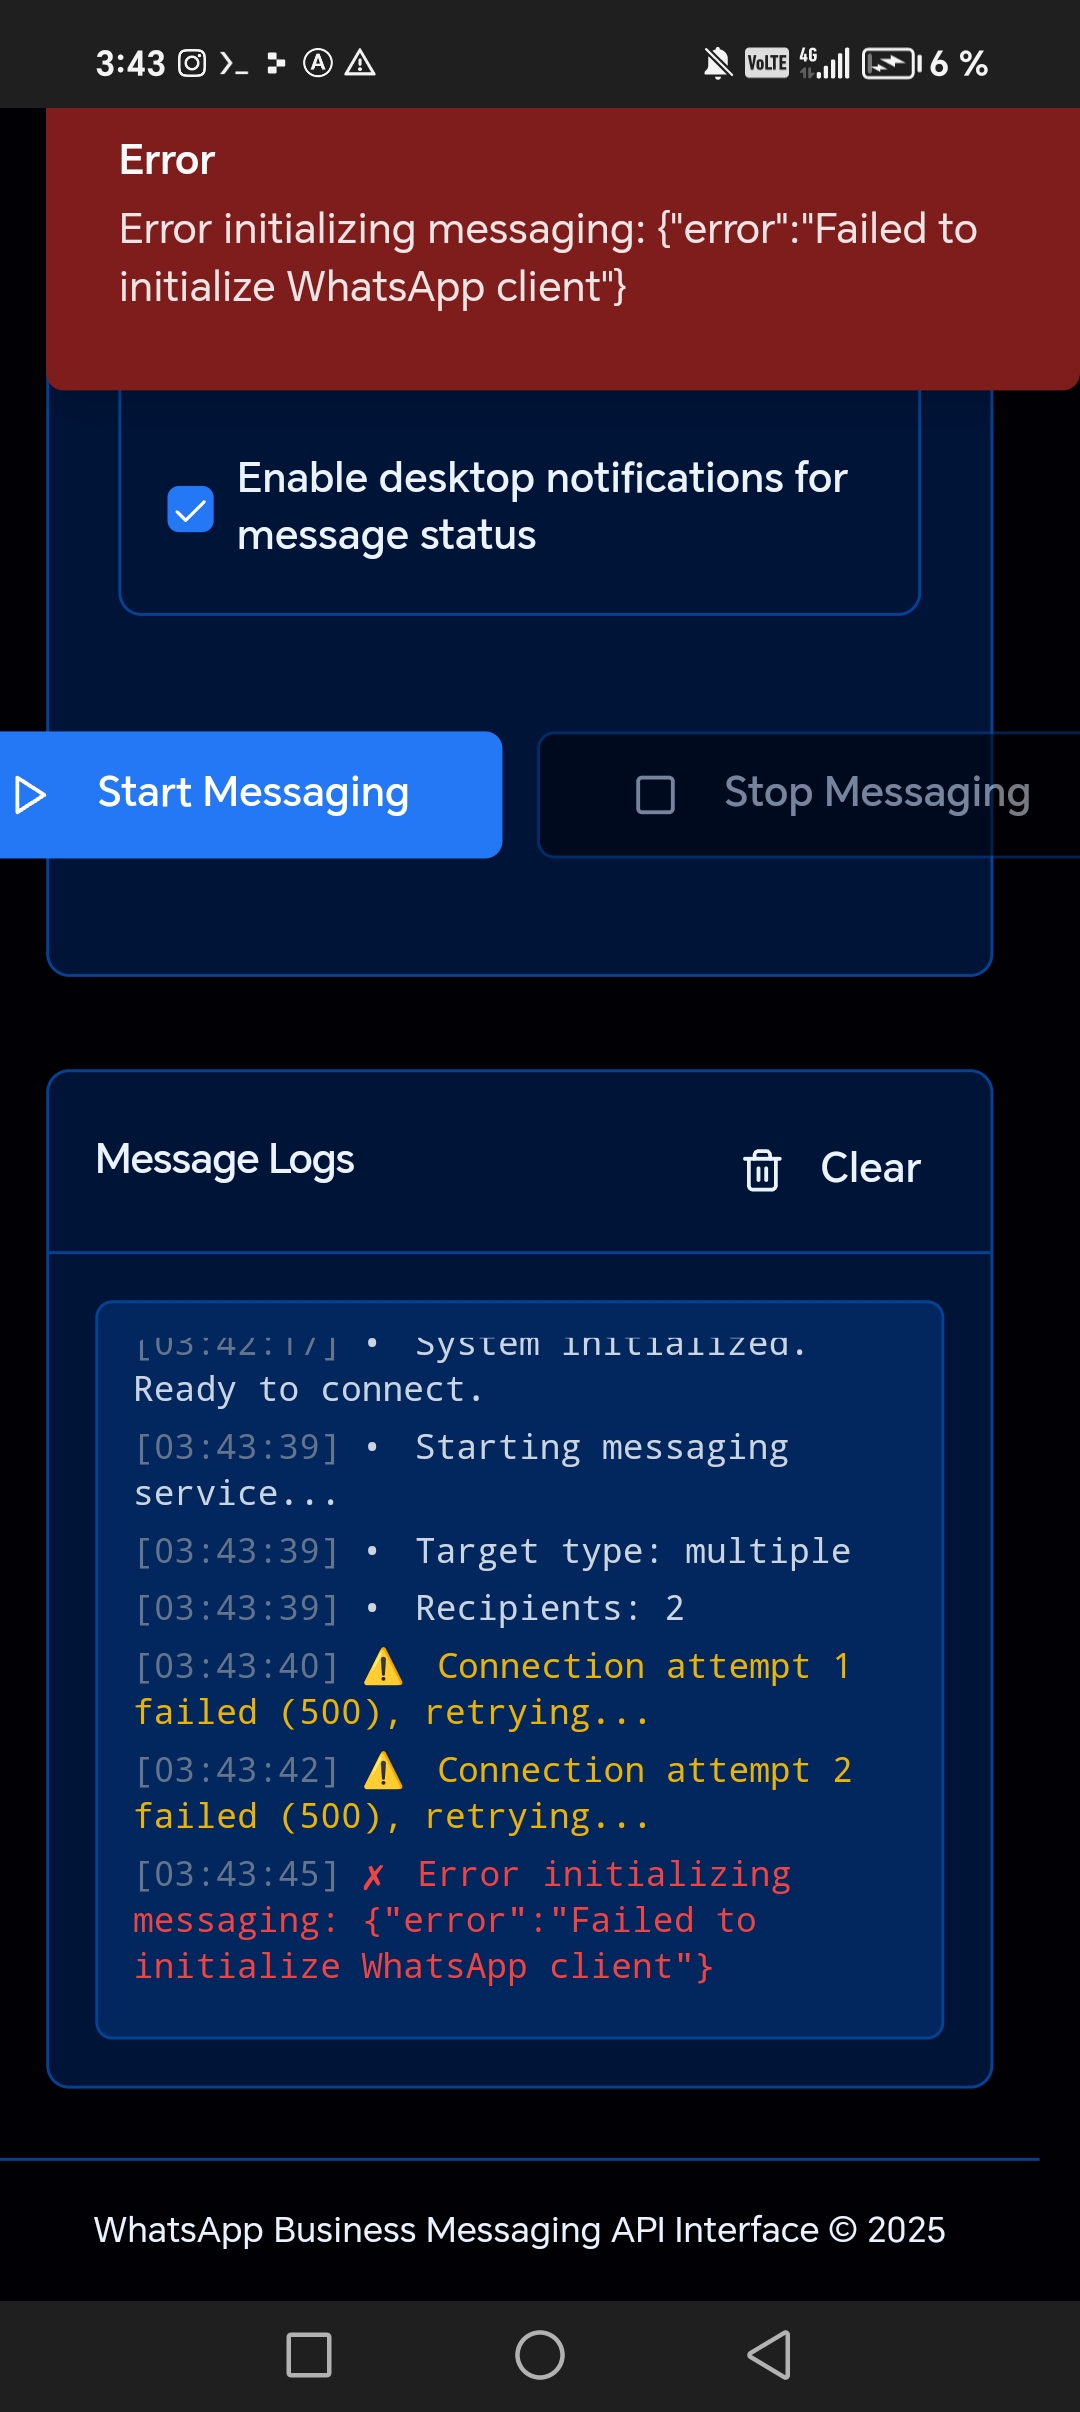 3:43 VoLTE 4G 6 %
Error
Error initializing messaging: {"error":"Failed to
initialize WhatsApp client"}
Enable desktop notifications for
message status
Start Messaging
Stop Messaging
Message Logs
Clear
[03:42:17] • System initialized.
Ready to connect.
[03:43:39] • Starting messaging
service...
[03:43:39] • Target type: multiple
[03:43:39] • Recipients: 2
[03:43:40] ⚠️ Connection attempt 1
failed (500), retrying...
[03:43:42] ⚠️ Connection attempt 2
failed (500), retrying...
[03:43:45] ✗ Error initializing
messaging: {"error":"Failed to
initialize WhatsApp client"}
WhatsApp Business Messaging API Interface © 2025